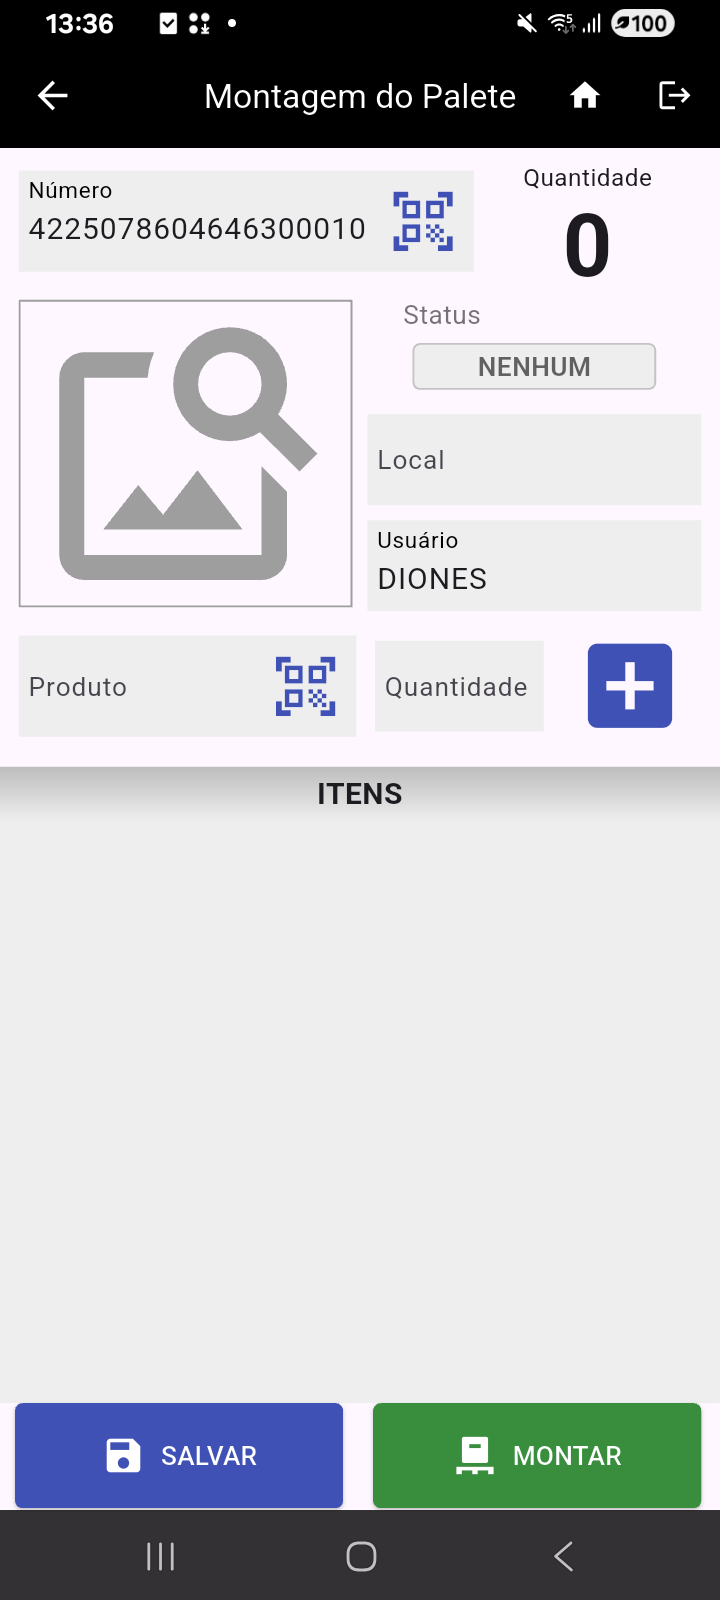 13:36
5
100
Montagem do Palete
Número
4225078604646300010
Quantidade
0
Status
NENHUM
Local
Usuário
DIONES
Produto
Quantidade
ITENS
SALVAR
MONTAR